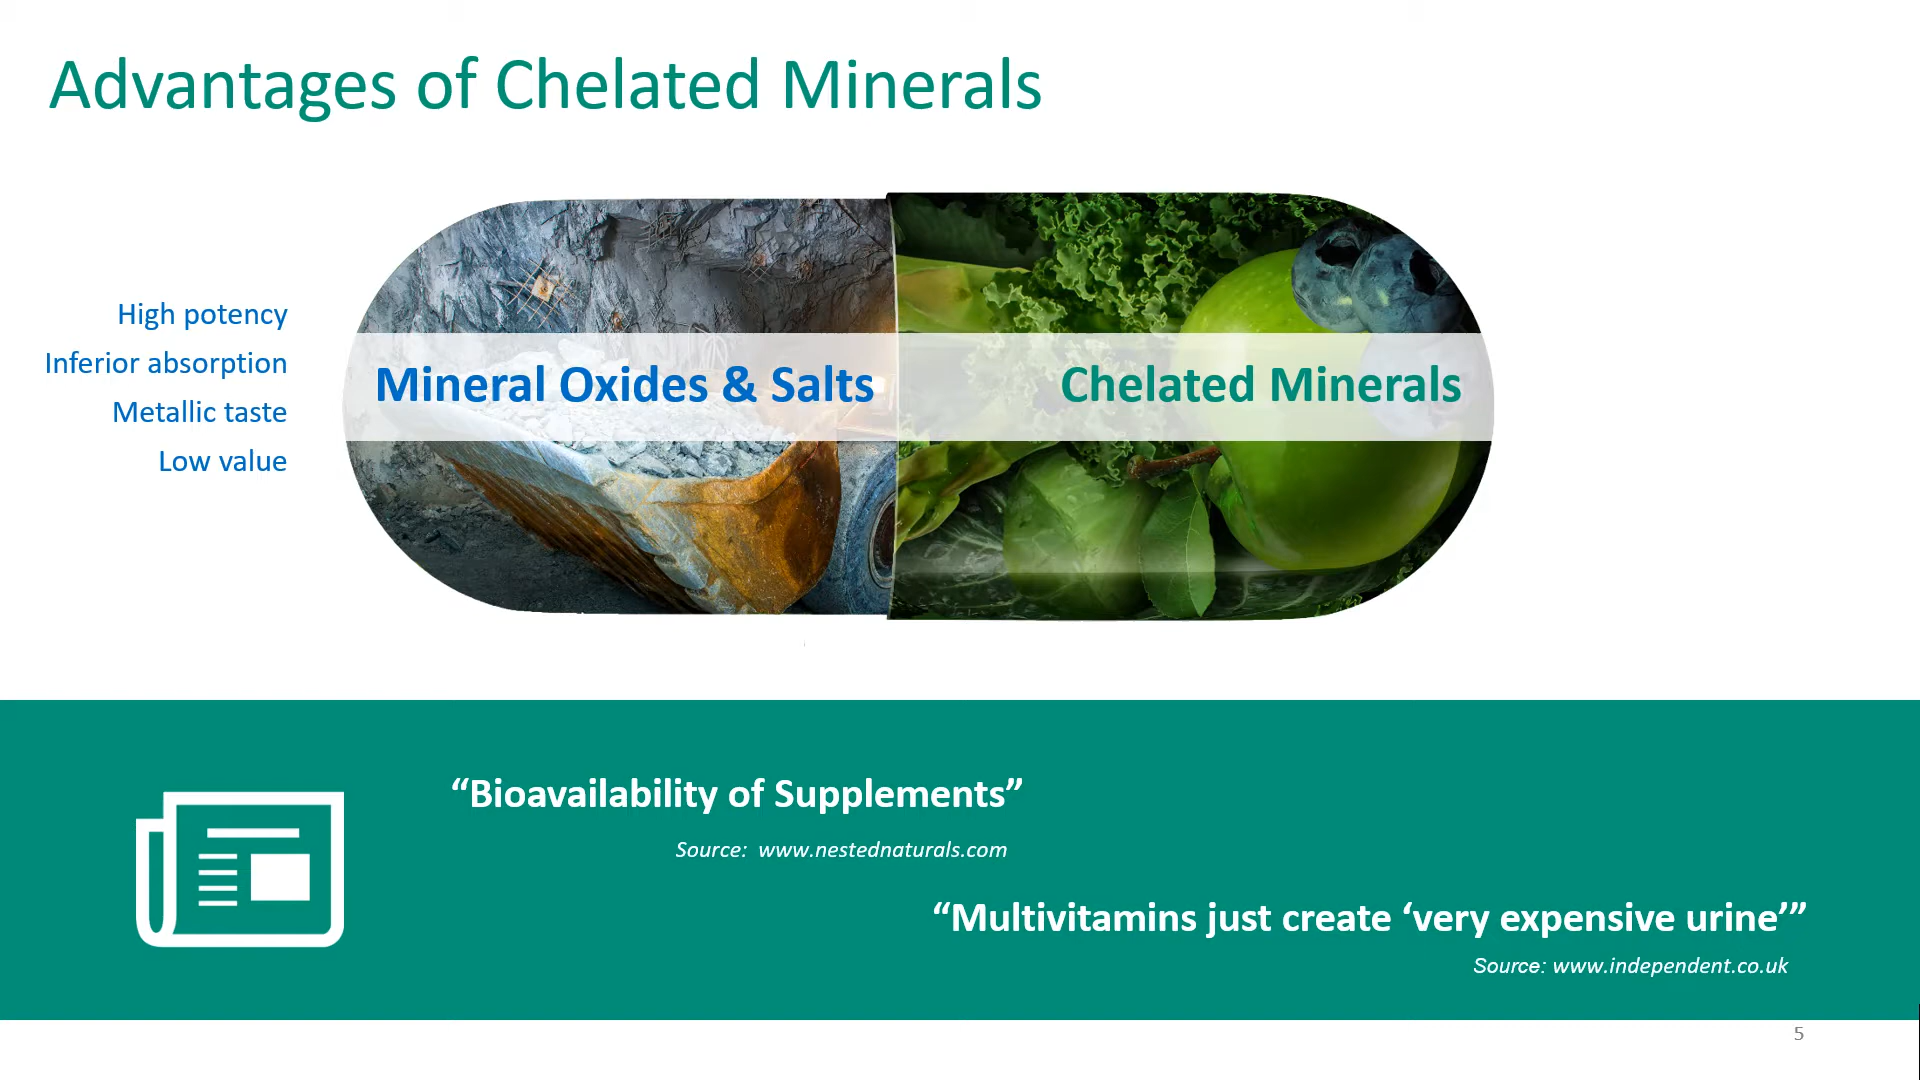 Advantages of Chelated Minerals
High potency
Inferior absorption
Metallic taste
Low value
Mineral Oxides & Salts
Chelated Minerals
“Bioavailability of Supplements”
Source:  www.nestednaturals.com
“Multivitamins just create ‘very expensive urine’”
Source: www.independent.co.uk
5